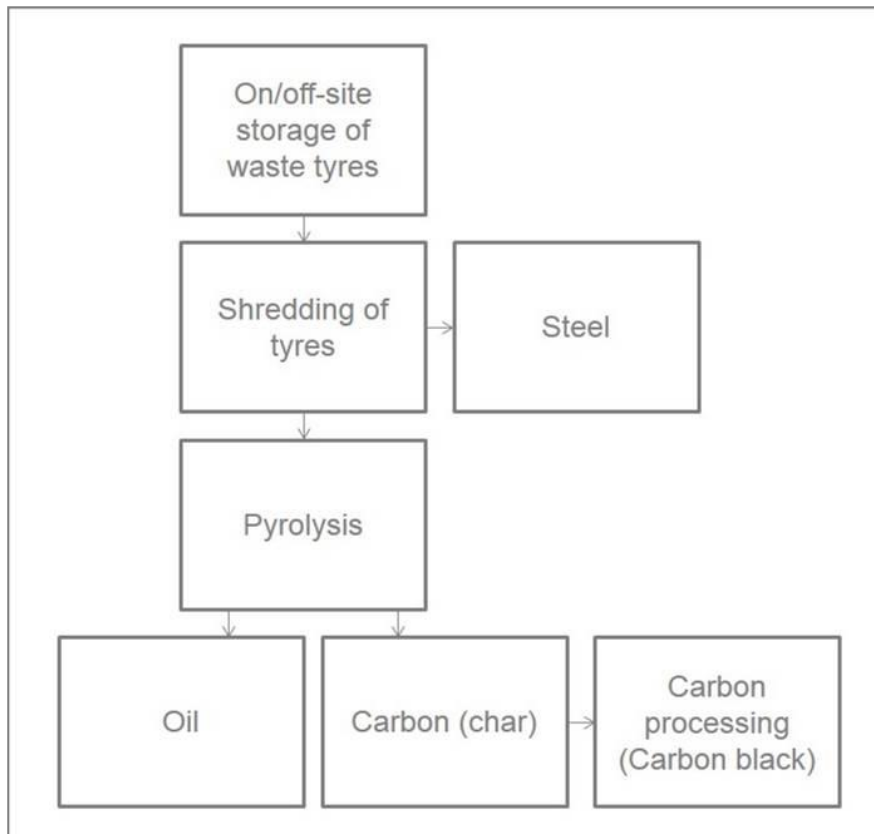 On/off-site
storage of
waste tyres
Shredding of
tyres
Steel
Pyrolysis
Oil
Carbon (char)
Carbon
processing
(Carbon black)